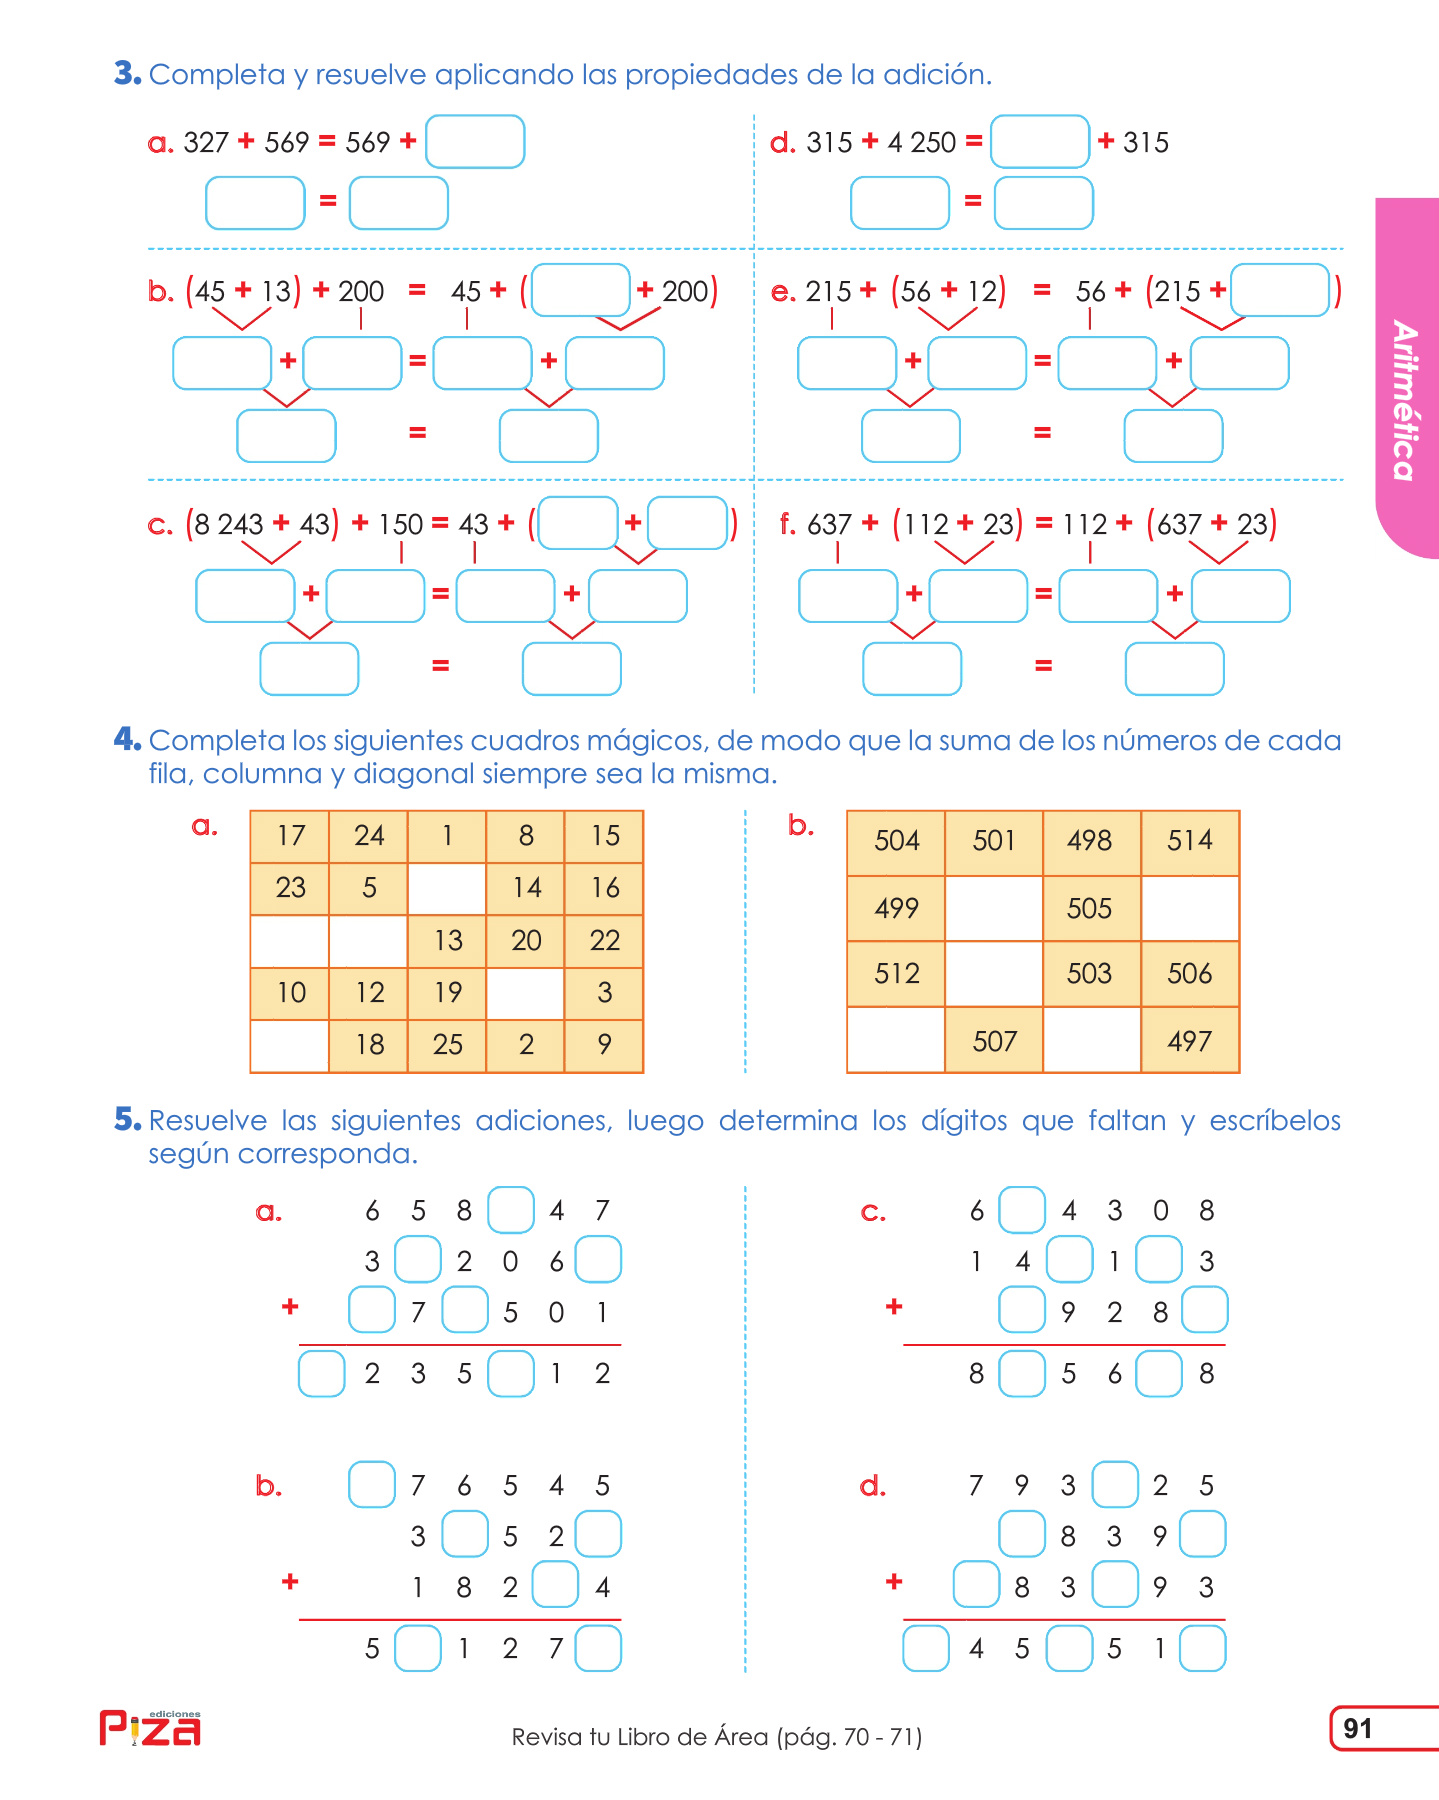 3. Completa y resuelve aplicando las propiedades de la adición.
a. 327 + 569 = 569 +
=
d. 315 + 4 250 = + 315
=
b. (45 + 13) + 200 = 45 + ( + 200)
+ = +
=
e. 215 + (56 + 12) = 56 + (215 + )
+ = +
=
c. (8 243 + 43) + 150 = 43 + ( + )
+ = +
=
f. 637 + (112 + 23) = 112 + (637 + 23)
+ = +
=
Aritmética
4. Completa los siguientes cuadros mágicos, de modo que la suma de los números de cada
fila, columna y diagonal siempre sea la misma.
a.
17 24 1 8 15
23 5 14 16
13 20 22
10 12 19 3
18 25 2 9
b.
504 501 498 514
499 505
512 503 506
507 497
5. Resuelve las siguientes adiciones, luego determina los dígitos que faltan y escríbelos
según corresponda.
a. 6 5 8 4 7
3 2 0 6
+ 7 5 0 1
2 3 5 1 2
c. 6 4 3 0 8
1 4 1 3
+ 9 2 8
8 5 6 8
b. 7 6 5 4 5
3 5 2
+ 1 8 2 4
5 1 2 7
d. 7 9 3 2 5
8 3 9
+ 8 3 9 3
4 5 5 1
ediciones
Piza
Revisa tu Libro de Área (pág. 70 - 71)
91